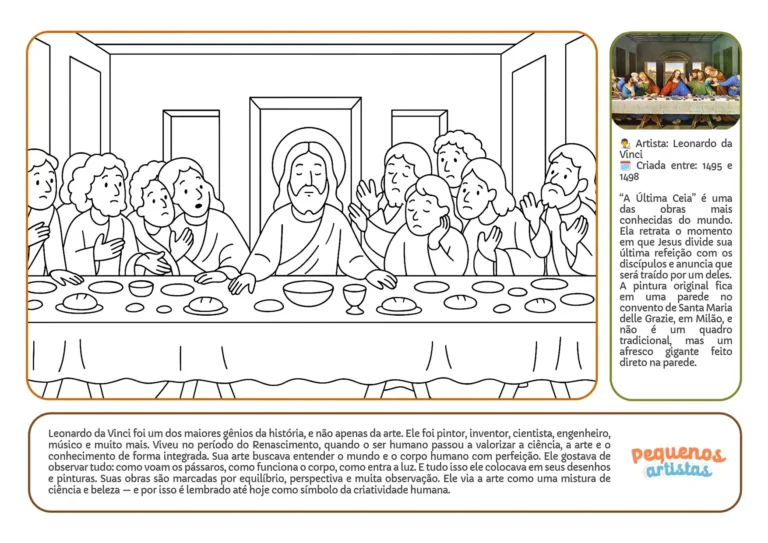 Artista: Leonardo da
Vinci
Criada entre: 1495 e
1498
“A Última Ceia” é uma
das obras mais
conhecidas do mundo.
Ela retrata o momento
em que Jesus divide sua
última refeição com os
discípulos e anuncia que
será traído por um deles.
A pintura original fica
em uma parede no
convento de Santa Maria
delle Grazie, em Milão, e
não é um quadro
tradicional, mas um
afresco gigante feito
direto na parede.
Leonardo da Vinci foi um dos maiores gênios da história, e não apenas da arte. Ele foi pintor, inventor, cientista, engenheiro,
músico e muito mais. Viveu no período do Renascimento, quando o ser humano passou a valorizar a ciência, a arte e o
conhecimento de forma integrada. Sua arte buscava entender o mundo e o corpo humano com perfeição. Ele gostava de
observar tudo: como voam os pássaros, como funciona o corpo, como entra a luz. E tudo isso ele colocava em seus desenhos
e pinturas. Suas obras são marcadas por equilíbrio, perspectiva e muita observação. Ele via a arte como uma mistura de
ciência e beleza — e por isso é lembrado até hoje como símbolo da criatividade humana.
pequenos
artistas